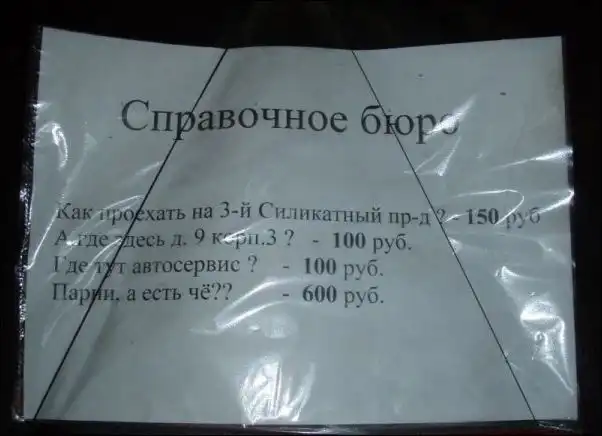 Справочное бюро
Как проехать на 3-й Силикатный пр-д ? - 150 руб
А где здесь д. 9 корп.3 ? - 100 руб.
Где тут автосервис ? - 100 руб.
Парни, а есть чё?? - 600 руб.